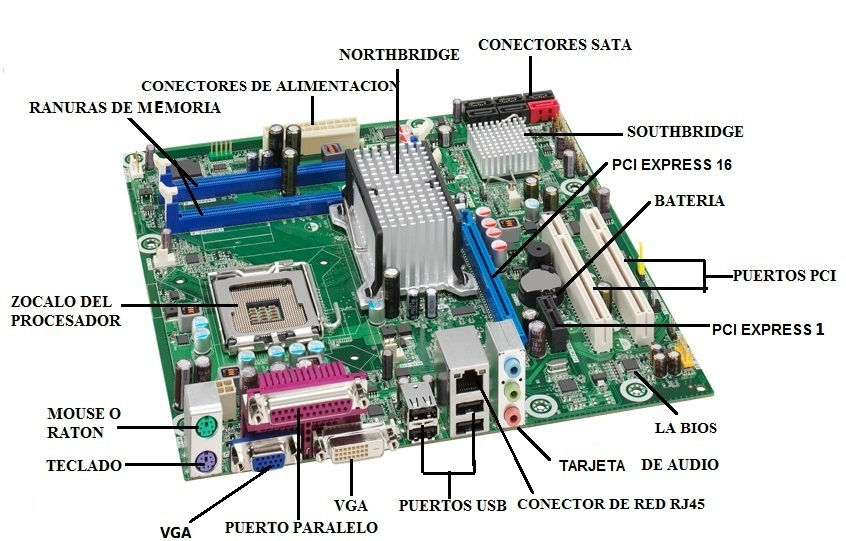 CONECTORES SATA
NORTHBRIDGE
CONECTORES DE ALIMENTACION
RANURAS DE MEMORIA
SOUTHBRIDGE
PCI EXPRESS 16
BATERIA
PUERTOS PCI
ZOCALO DEL
PROCESADOR
PCI EXPRESS 1
MOUSE O
RATON
LA BIOS
TECLADO
TARJETA DE AUDIO
VGA
PUERTOS USB
CONECTOR DE RED RJ45
PUERTO PARALELO
VGA